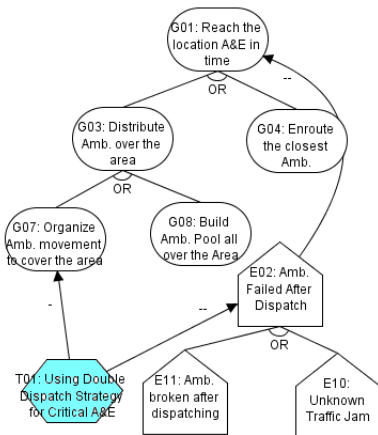 G01: Reach the
location A&E in
time
--
OR
G03: Distribute
Amb. over the
area
G04: Enroute
the closest
Amb.
OR
G07: Organize
Amb. movement
to cover the area
G08: Build
Amb. Pool all
over the Area
E02: Amb.
Failed After
Dispatch
-
--
OR
T01: Using Double
Dispatch Strategy
for Critical A&E
E11: Amb.
broken after
dispatching
E10:
Unknown
Traffic Jam